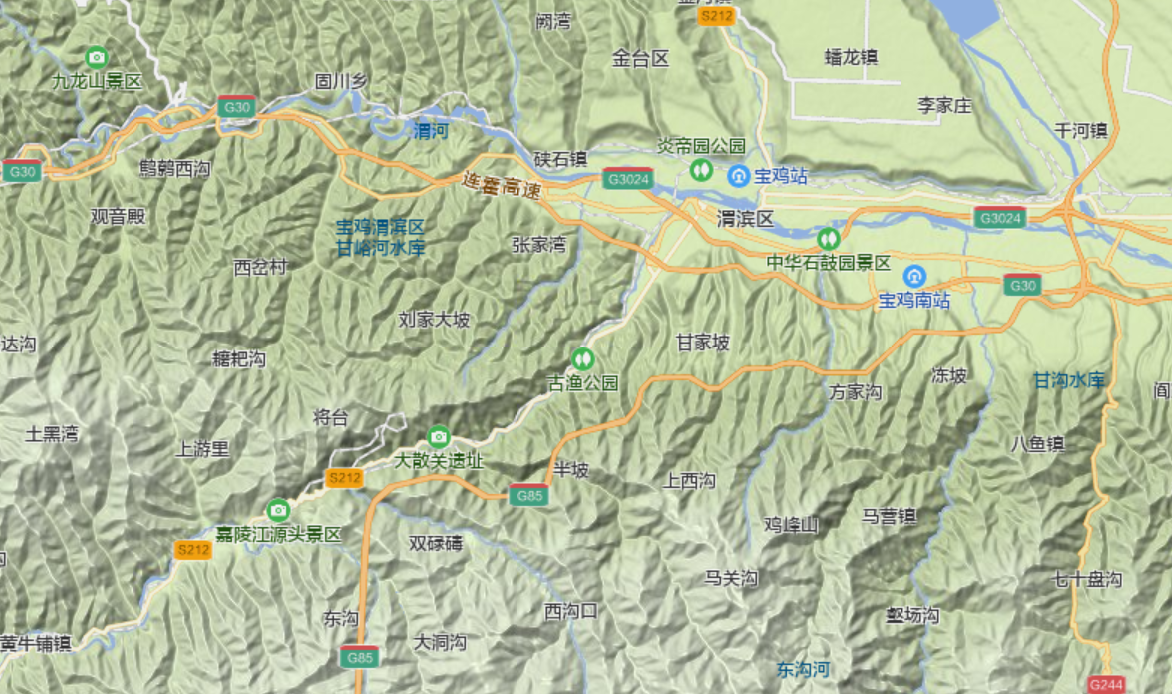 S212
阙湾
金台区
蟠龙镇
九龙山景区
固川乡
李家庄
G30
渭河
千河镇
炎帝园公园
硖石镇
G30
鹡鹩西沟
连霍高速
G3024
宝鸡站
观音殿
渭滨区
G3024
宝鸡渭滨区
甘峪河水库
张家湾
中华石鼓园景区
西岔村
G30
宝鸡南站
刘家大坡
达沟
糖粑沟
甘家坡
古渔公园
冻坡
甘沟水库
方家沟
将台
土黑湾
上游里
大散关遗址
八鱼镇
S212
半坡
上西沟
G85
嘉陵江源头景区
鸡峰山
马营镇
S212
双碌碡
马关沟
七十盘沟
东沟
西沟口
壑场沟
黄牛铺镇
大洞沟
G85
东沟河
G244